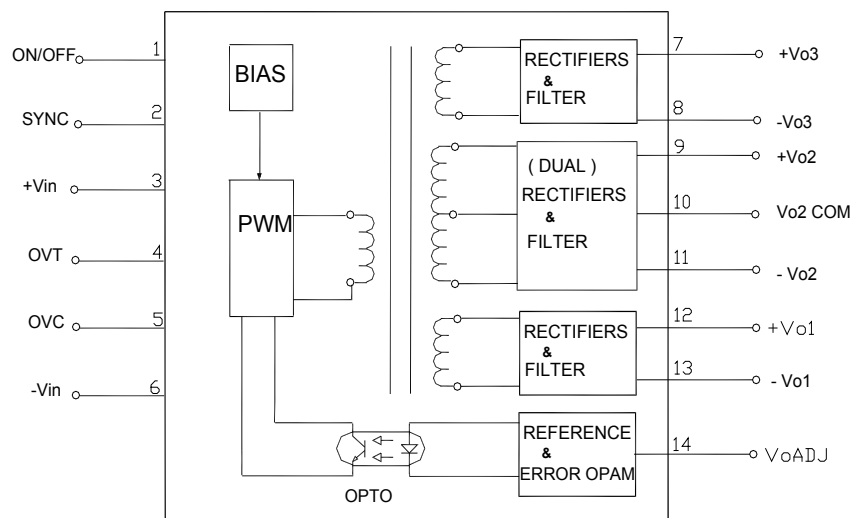 ON/OFF
1
SYNC
2
+Vin
3
OVT
4
OVC
5
-Vin
6
BIAS
PWM
OPTO
RECTIFIERS
&
FILTER
7
+Vo3
8
-Vo3
( DUAL )
RECTIFIERS
&
FILTER
9
+Vo2
10
Vo2 COM
11
- Vo2
RECTIFIERS
&
FILTER
12
+Vo1
13
- Vo1
REFERENCE
&
ERROR OPAM
14
VoADJ